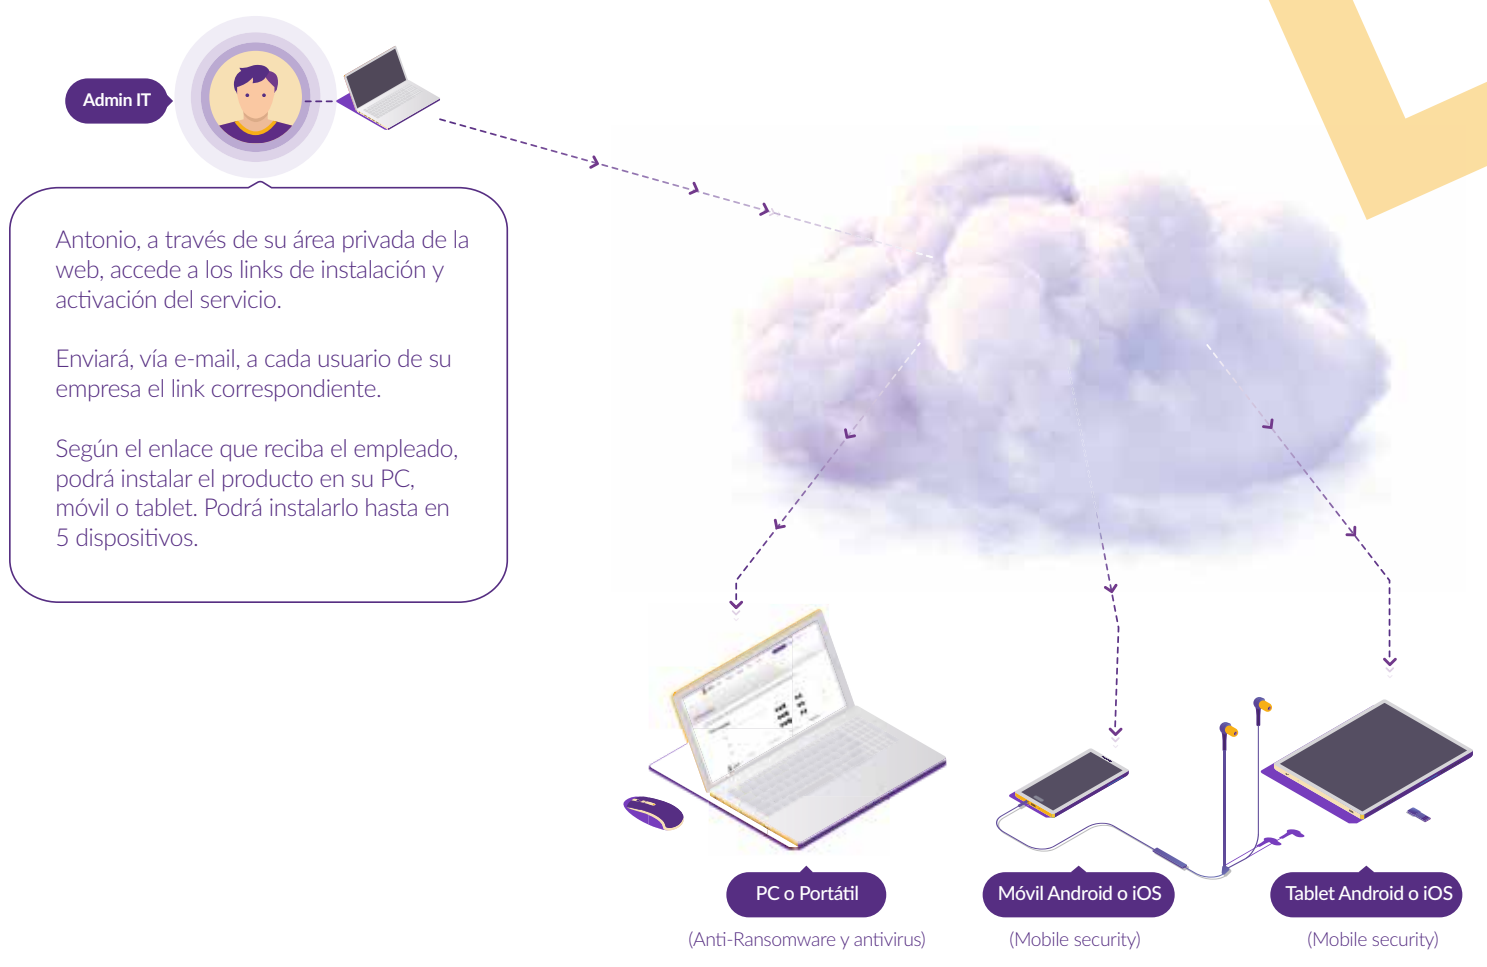 Admin IT
Antonio, a través de su área privada de la
web, accede a los links de instalación y
activación del servicio.
Enviará, vía e-mail, a cada usuario de su
empresa el link correspondiente.
Según el enlace que reciba el empleado,
podrá instalar el producto en su PC,
móvil o tablet. Podrá instalarlo hasta en
5 dispositivos.
PC o Portátil
(Anti-Ransomware y antivirus)
Móvil Android o iOS
(Mobile security)
Tablet Android o iOS
(Mobile security)